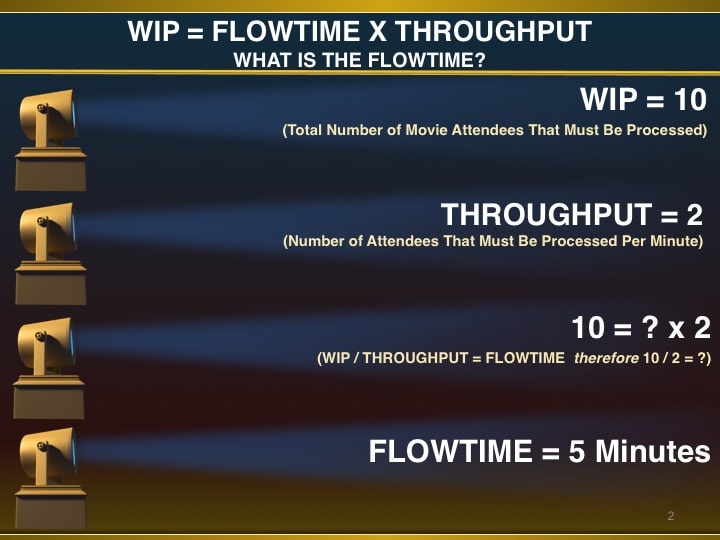 WIP = FLOWTIME X THROUGHPUT
WHAT IS THE FLOWTIME?
WIP = 10
(Total Number of Movie Attendees That Must Be Processed)
THROUGHPUT = 2
(Number of Attendees That Must Be Processed Per Minute)
10 = ? x 2
(WIP / THROUGHPUT = FLOWTIME therefore 10 / 2 = ?)
FLOWTIME = 5 Minutes
2